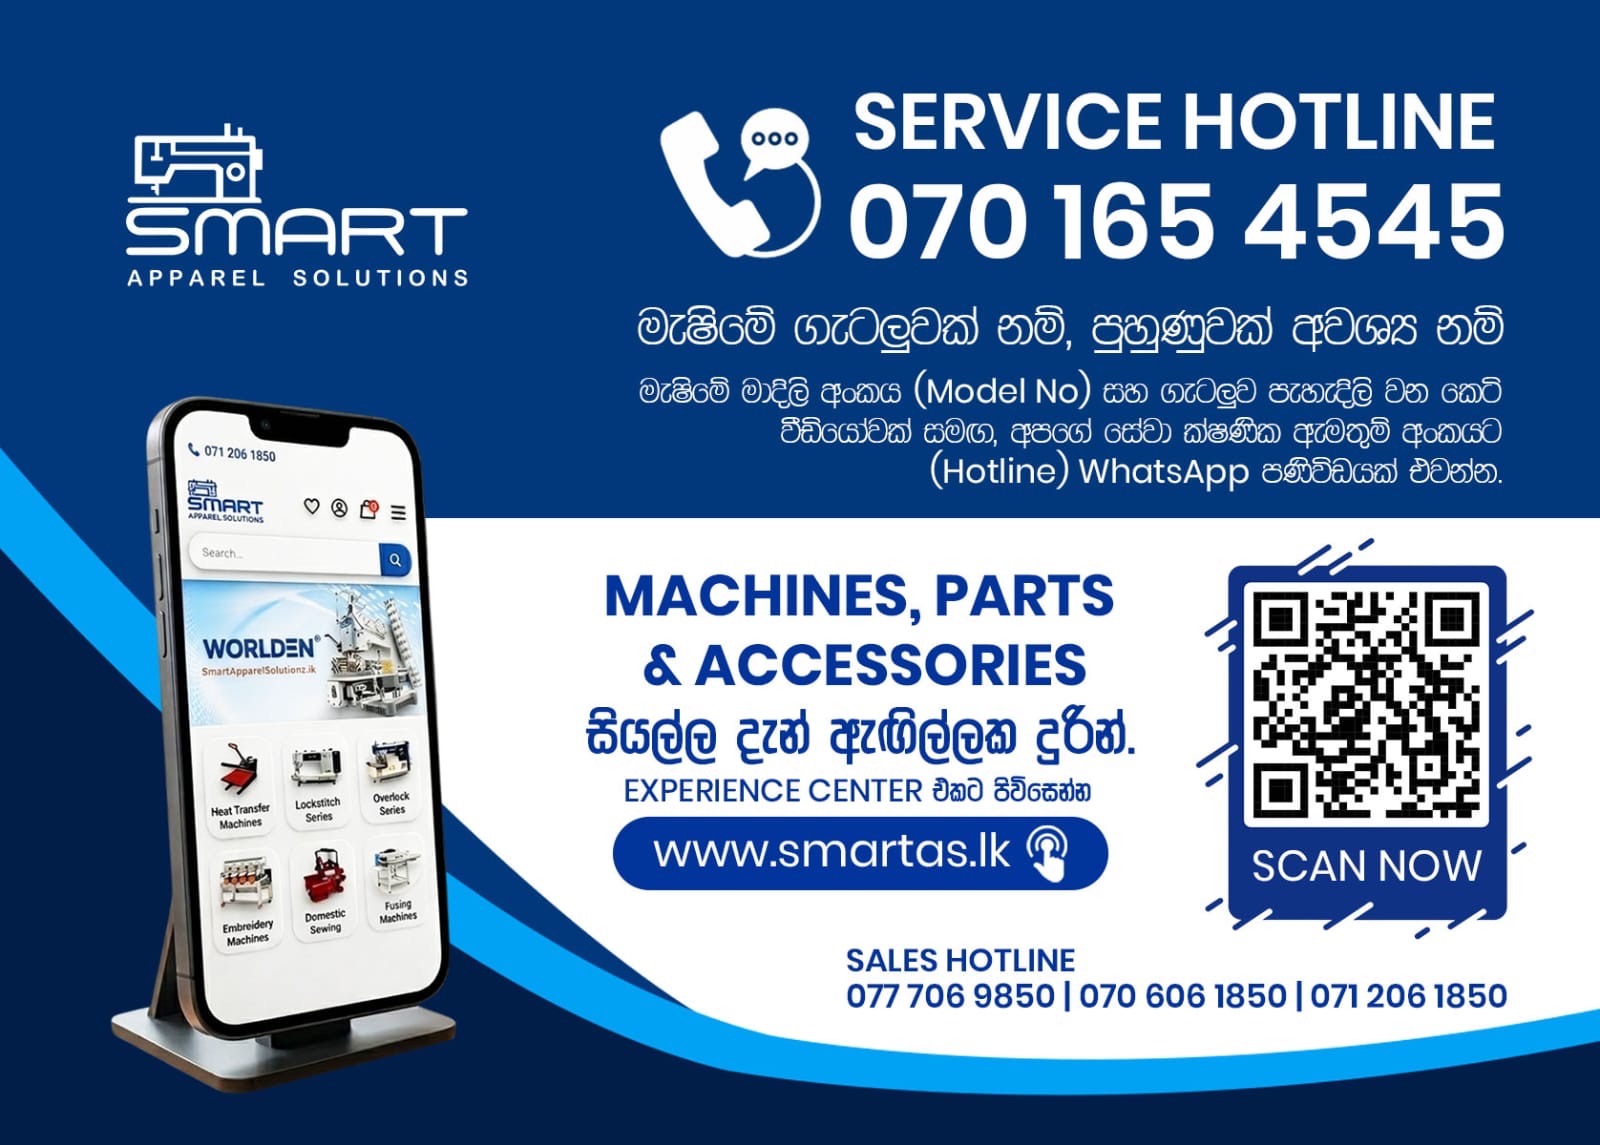 SMART
APPAREL SOLUTIONS
SERVICE HOTLINE
070 165 4545
මැෂිමේ ගැටලුවක් නම්, පුහුණුවක් අවශ්‍ය නම්
මැෂිමේ මාදිලි අංකය (Model No) සහ ගැටලුව පැහැදිලි වන කෙටි
වීඩියෝවක් සමඟ, අපගේ සේවා ක්ෂණික ඇමතුම් අංකයට
(Hotline) WhatsApp පණිවිඩයක් එවන්න.
071 206 1850
SMART
APPAREL SOLUTIONS
0
Search...
WORLDEN®
SmartApparelSolutionz.ik
Heat Transfer
Machines
Lockstitch
Series
Overlock
Series
Embreidery
Machines
Domestic
Sewing
Fusing
Machines
MACHINES, PARTS
& ACCESSORIES
සියල්ල දැන් ඇඟිල්ලක දුරින්.
EXPERIENCE CENTER එකට පිවිසෙන්න
www.smartas.lk
SCAN NOW
SALES HOTLINE
077 706 9850 | 070 606 1850 | 071 206 1850